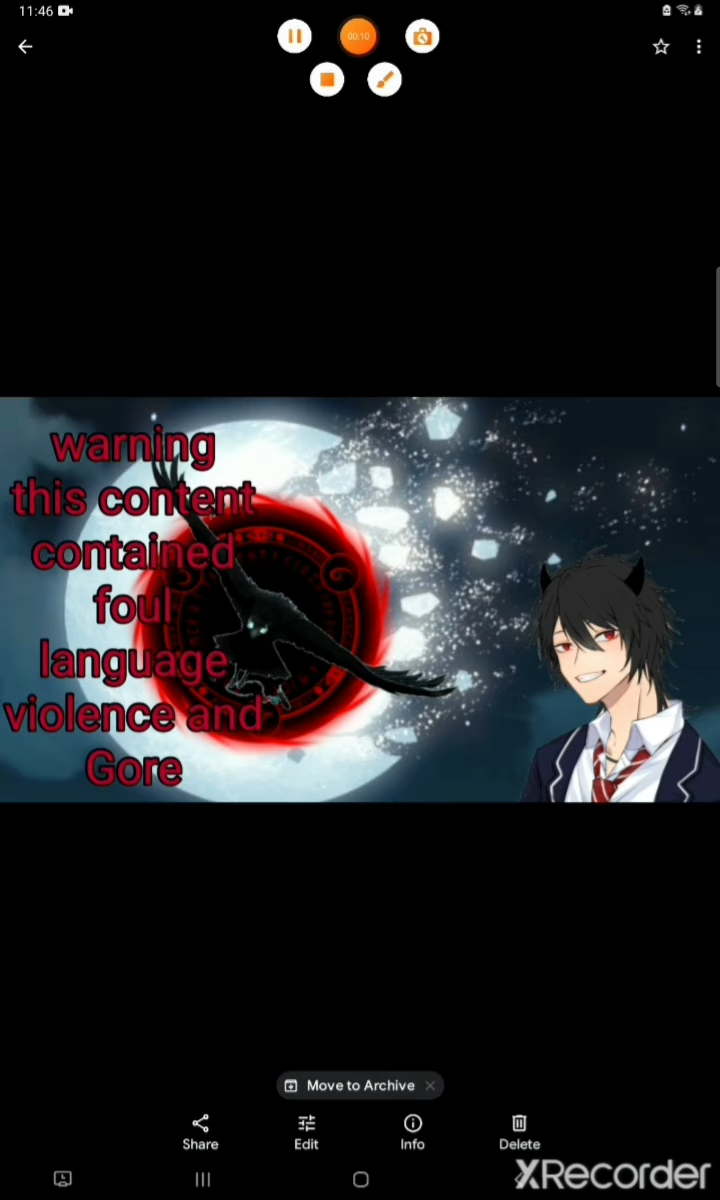 11:46
00:10
warning
this content
contained
foul
language
violence and
Gore
Move to Archive
Share Edit Info Delete
XRecorder